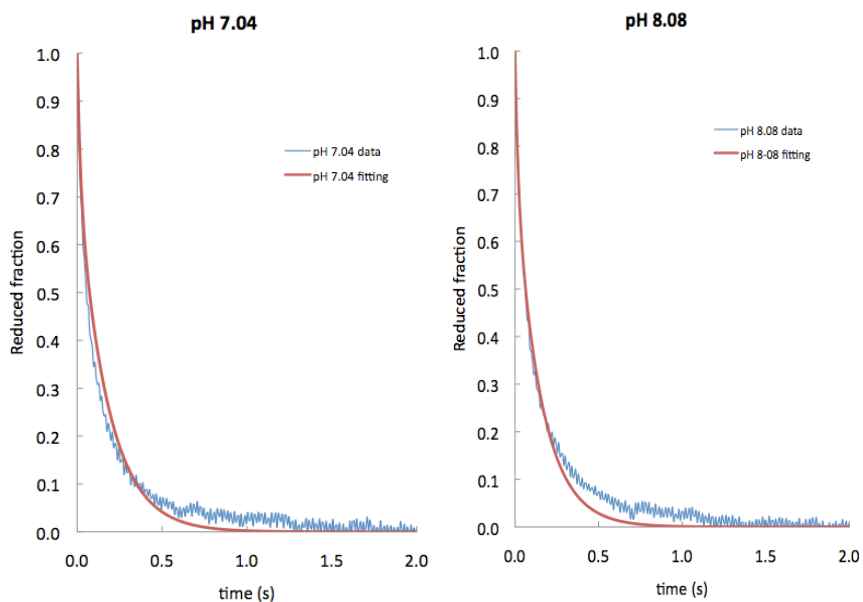 pH 7.04
1.0
0.9
0.8
0.7
0.6
0.5
0.4
0.3
0.2
0.1
0.0
Reduced fraction
pH 7.04 data
pH 7.04 fitting
0.0 0.5 1.0 1.5 2.0
time (s)
pH 8.08
1.0
0.9
0.8
0.7
0.6
0.5
0.4
0.3
0.2
0.1
0.0
Reduced fraction
pH 8.08 data
pH 8-08 fitting
0.0 0.5 1.0 1.5 2.0
time (s)